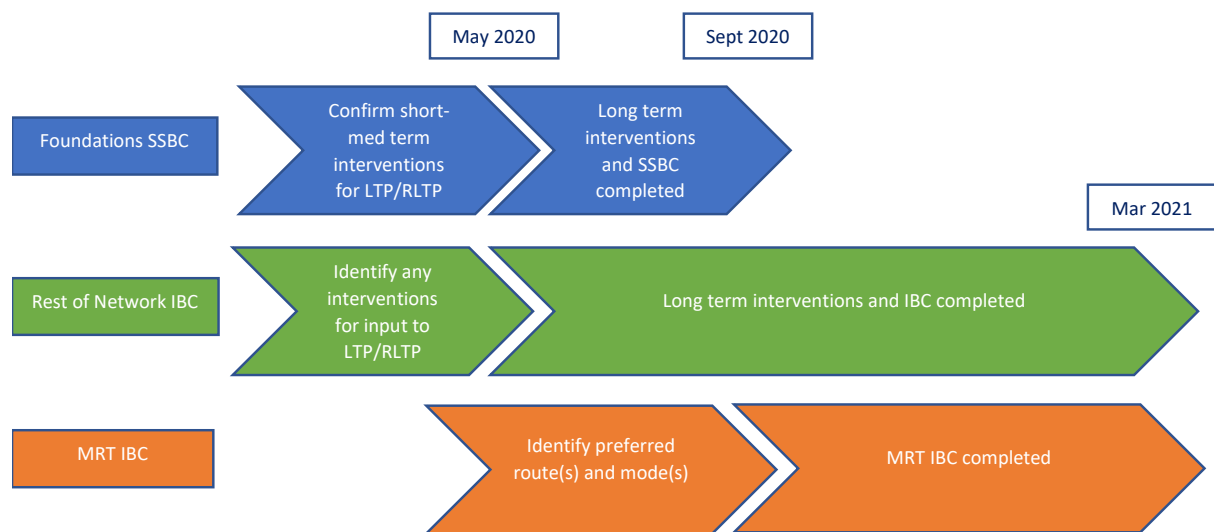 May 2020
Sept 2020
Foundations SSBC
Confirm short-
med term
interventions
for LTP/RLTP
Long term
interventions
and SSBC
completed
Mar 2021
Rest of Network IBC
Identify any
interventions
for input to
LTP/RLTP
Long term interventions and IBC completed
MRT IBC
Identify preferred
route(s) and mode(s)
MRT IBC completed